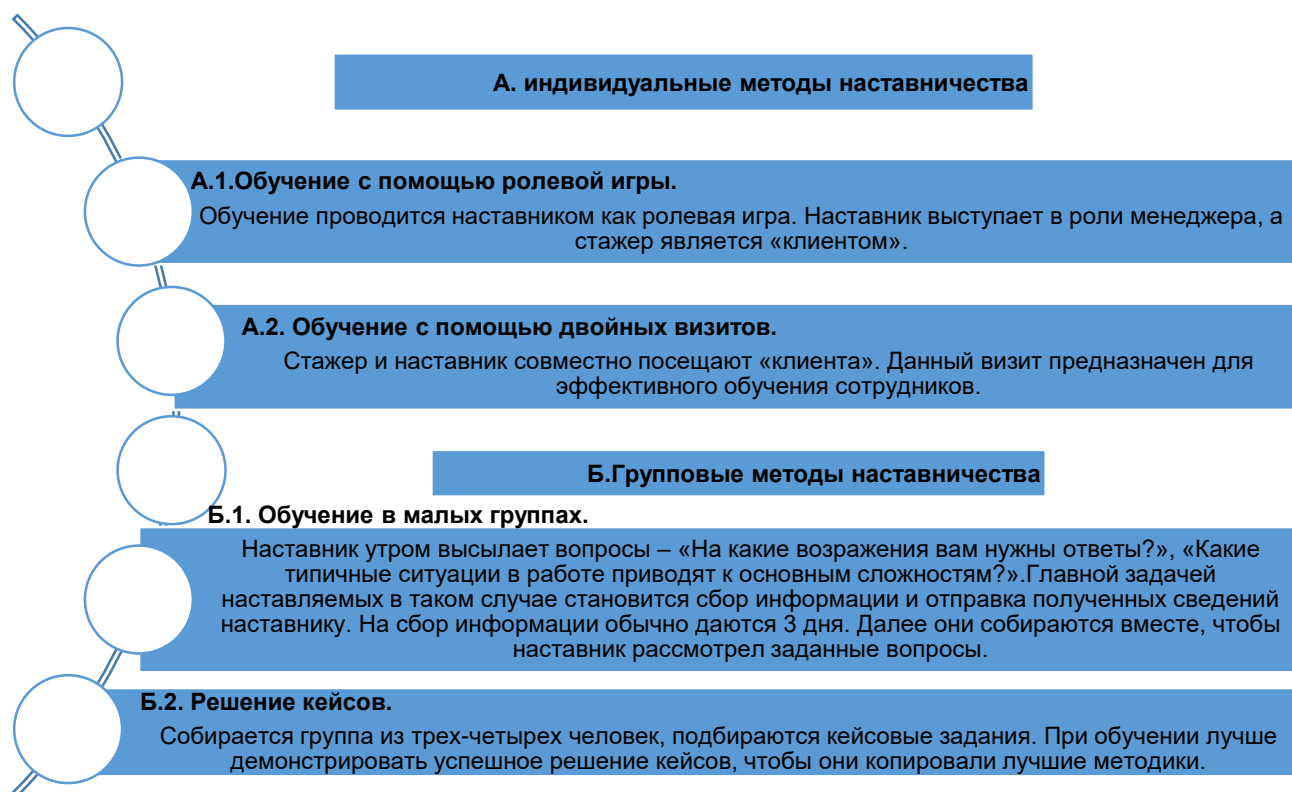 А. индивидуальные методы наставничества
А.1.Обучение с помощью ролевой игры.
Обучение проводится наставником как ролевая игра. Наставник выступает в роли менеджера, а
стажер является «клиентом».
А.2. Обучение с помощью двойных визитов.
Стажер и наставник совместно посещают «клиента». Данный визит предназначен для
эффективного обучения сотрудников.
Б.Групповые методы наставничества
Б.1. Обучение в малых группах.
Наставник утром высылает вопросы – «На какие возражения вам нужны ответы?», «Какие
типичные ситуации в работе приводят к основным сложностям?».Главной задачей
наставляемых в таком случае становится сбор информации и отправка полученных сведений
наставнику. На сбор информации обычно даются 3 дня. Далее они собираются вместе, чтобы
наставник рассмотрел заданные вопросы.
Б.2. Решение кейсов.
Собирается группа из трех-четырех человек, подбираются кейсовые задания. При обучении лучше
демонстрировать успешное решение кейсов, чтобы они копировали лучшие методики.